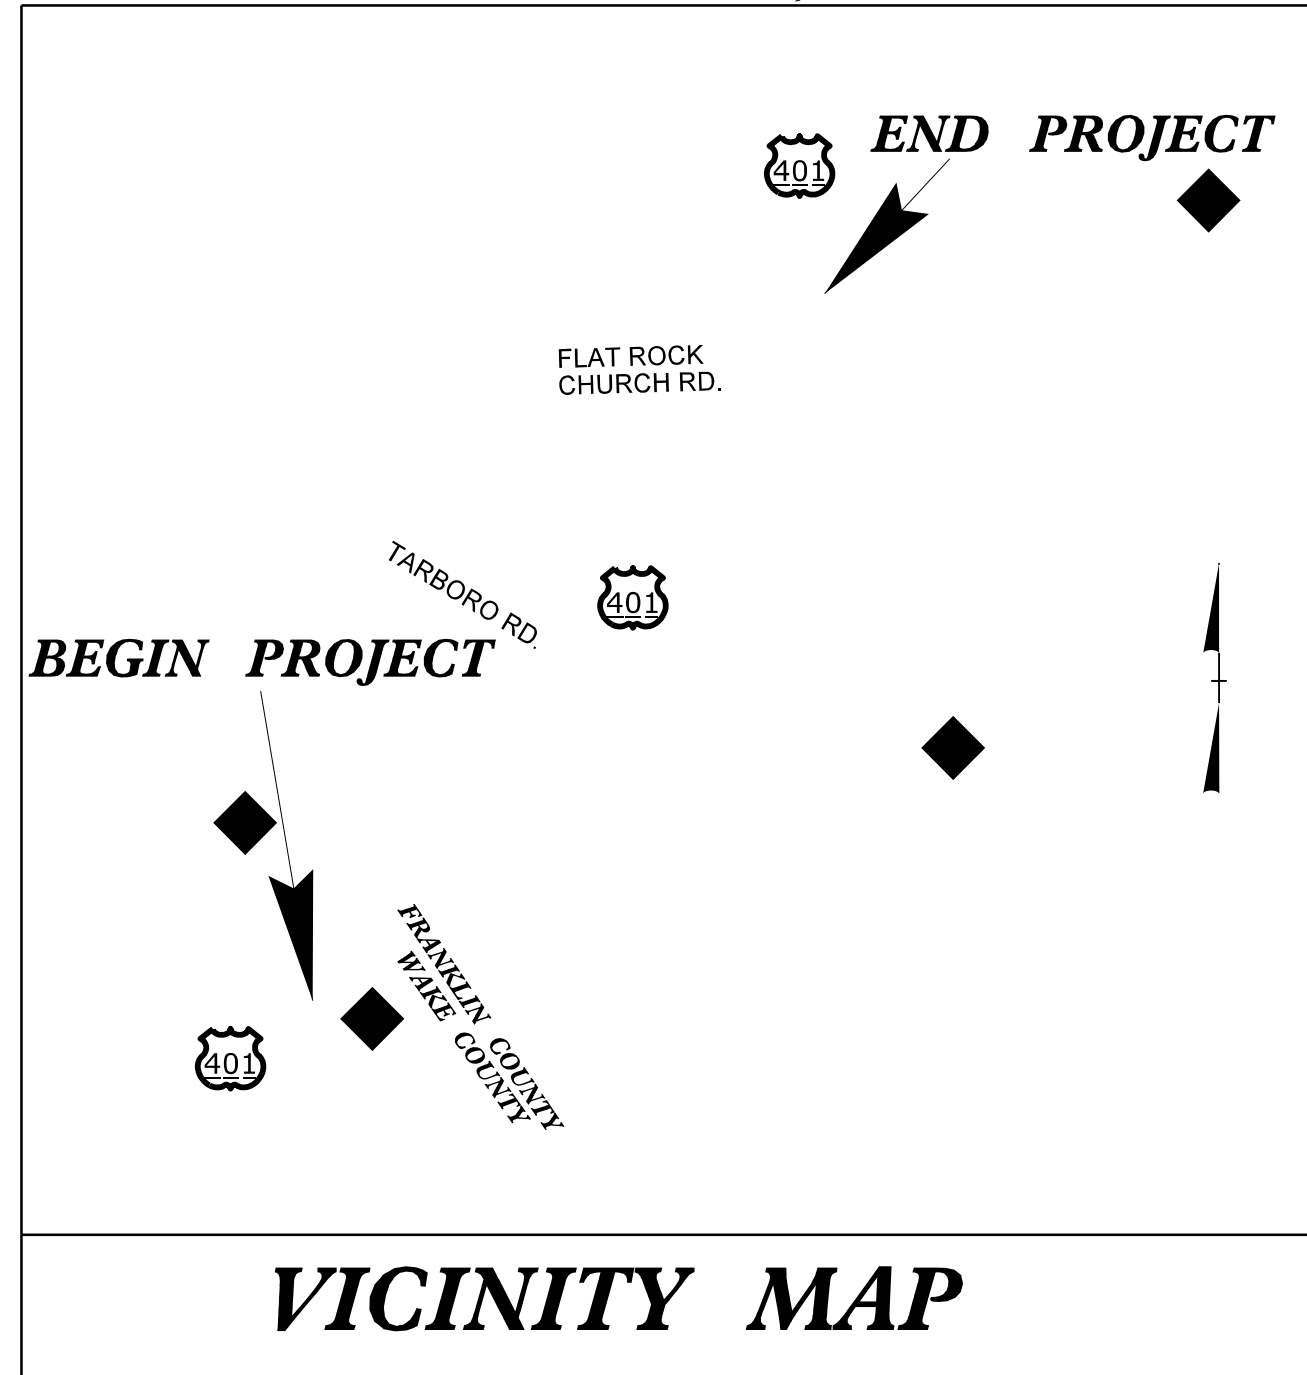 END PROJECT
401
FLAT ROCK
CHURCH RD.
TARBORO RD.
401
BEGIN PROJECT
FRANKLIN COUNTY
WAKE COUNTY
401
VICINITY MAP